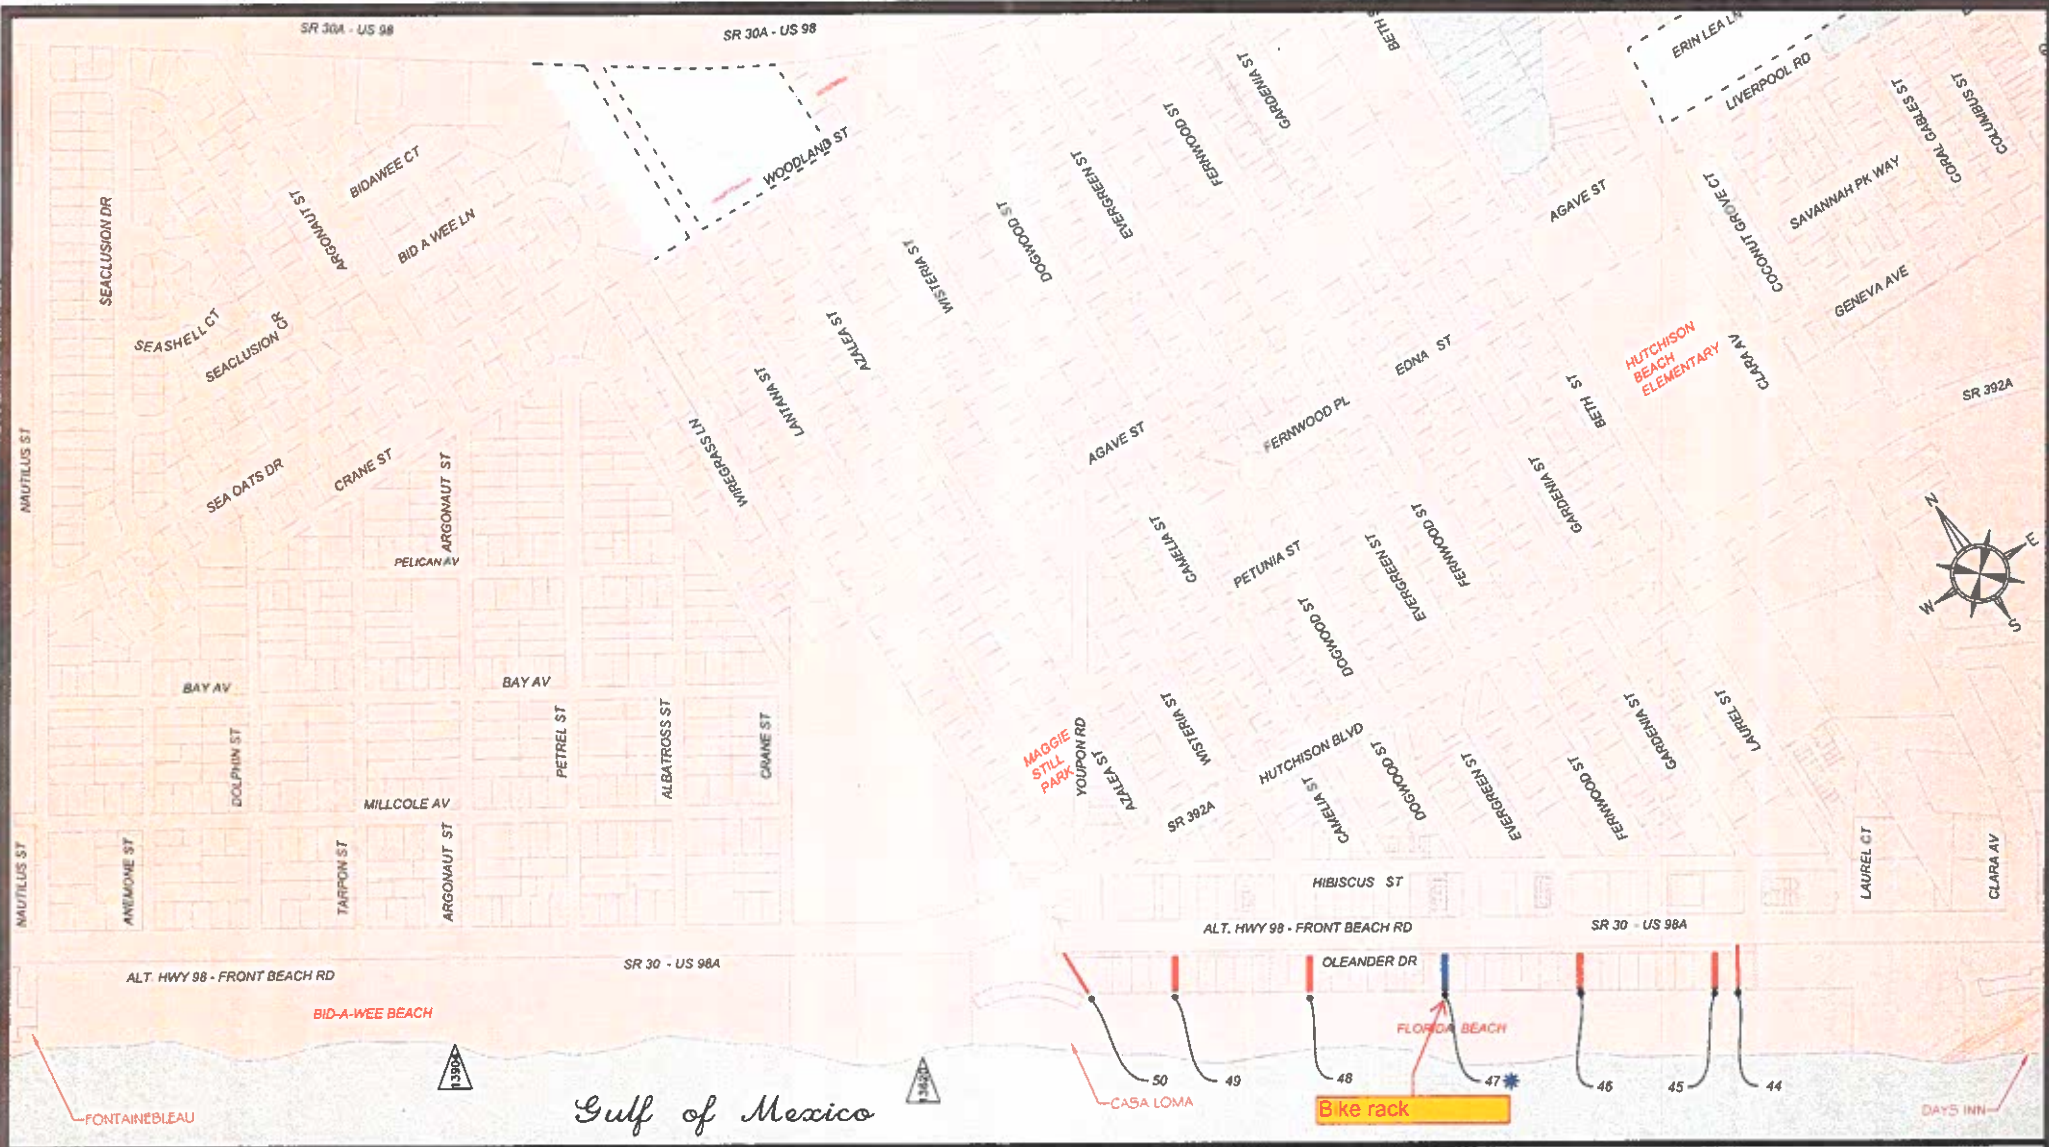 SR 30A - US 98
SR 30A - US 98
BETH S
ERIN LEA LN
LIVERPOOL RD
GARDENIA ST
FERNWOOD ST
EVERGREEN ST
DOGWOOD ST
WISTERIA ST
AZALEA ST
LANTANA ST
WIREGRASS LN
WOODLAND ST
CORAL GABLES ST
COLUMBUS ST
SAVANNAH PK WAY
COCONUT GROVE CT
GENEVA AVE
AGAVE ST
BIDAWEE CT
BID A WEE LN
ARGONAUT ST
SEACLUSION DR
SEASHELL CT
SEACLUSION CR
SEA OATS DR
CRANE ST
ARGONAUT ST
PELICAN AV
NAUTILUS ST
HUTCHISON
BEACH
ELEMENTARY
CLARA AV
SR 392A
BETH ST
EDNA ST
FERNWOOD PL
AGAVE ST
GARDENIA ST
FERNWOOD ST
EVERGREEN ST
CAMELIA ST
PETUNIA ST
DOGWOOD ST
N
E
W
S
BAY AV
BAY AV
DOLPHIN ST
PETREL ST
ALBATROSS ST
CRANE ST
MILLCOLE AV
MAGGIE
STILL
PARK
YOUPON RD
AZALEA ST
WISTERIA ST
HUTCHISON BLVD
SR 392A
CAMELIA ST
DOGWOOD ST
EVERGREEN ST
FERNWOOD ST
GARDENIA ST
LAUREL ST
NAUTILUS ST
ANEMONE ST
TARPON ST
ARGONAUT ST
HIBISCUS ST
LAUREL CT
CLARA AV
ALT. HWY 98 - FRONT BEACH RD
SR 30 - US 98A
OLEANDER DR
ALT. HWY 98 - FRONT BEACH RD
SR 30 - US 98A
BID-A-WEE BEACH
FLORIDA BEACH
50
49
48
47
46
45
44
FONTAINEBLEAU
Gulf of Mexico
CASA LOMA
Bike rack
DAYS INN